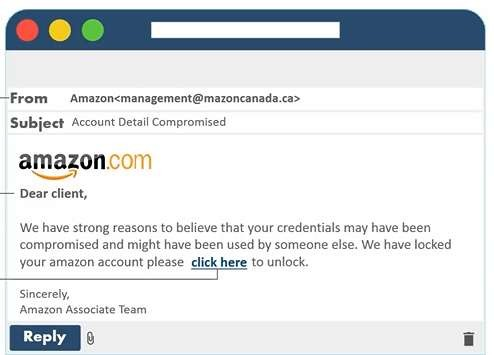 From Amazon<management@mazoncanada.ca>
Subject Account Detail Compromised
amazon.com
Dear client,
We have strong reasons to believe that your credentials may have been
compromised and might have been used by someone else. We have locked
your amazon account please click here to unlock.
Sincerely,
Amazon Associate Team
Reply